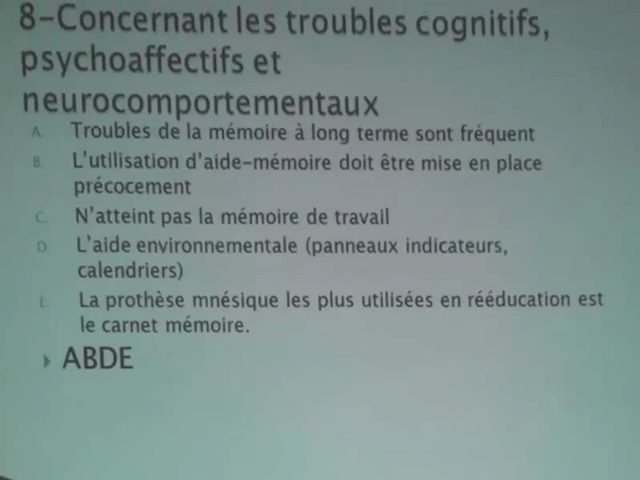 8-Concernant les troubles cognitifs,
psychoaffectifs et
neurocomportementaux
A. Troubles de la mémoire à long terme sont fréquent
B. L'utilisation d'aide-mémoire doit être mise en place
précocement
C. N'atteint pas la mémoire de travail
D. L'aide environnementale (panneaux indicateurs,
calendriers)
E. La prothèse mnésique les plus utilisées en rééducation est
le carnet mémoire.
ABDE